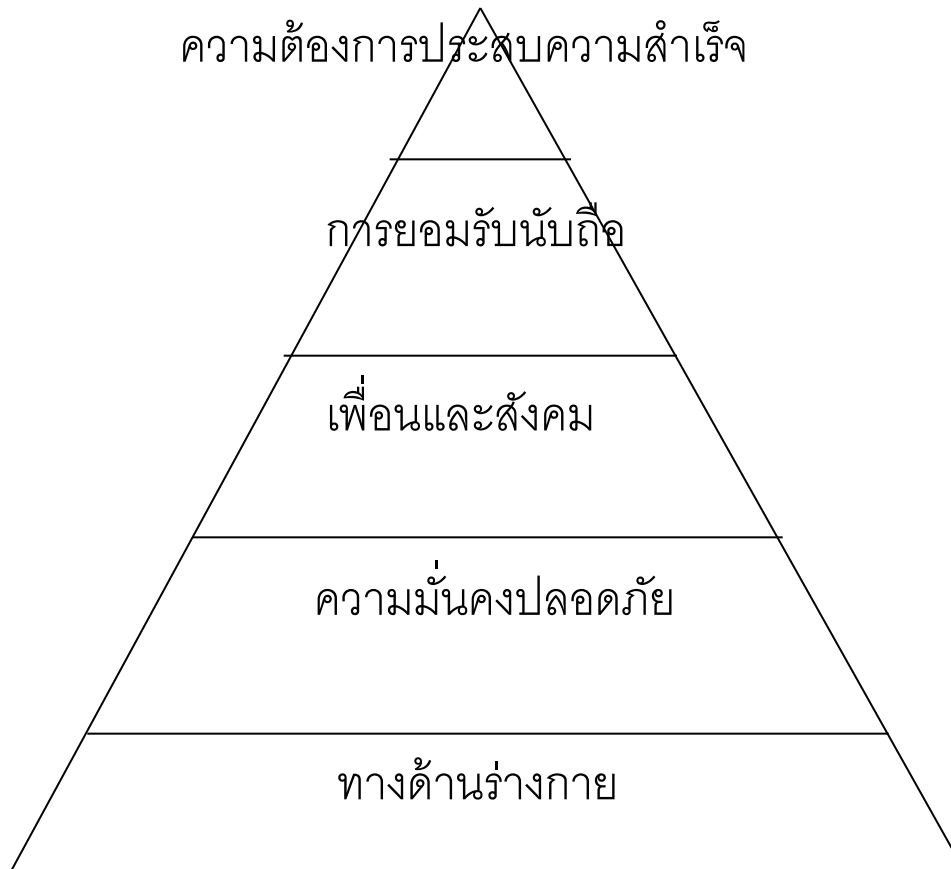 ความต้องการประสบความสำเร็จ
การยอมรับนับถือ
เพื่อนและสังคม
ความมั่นคงปลอดภัย
ทางด้านร่างกาย